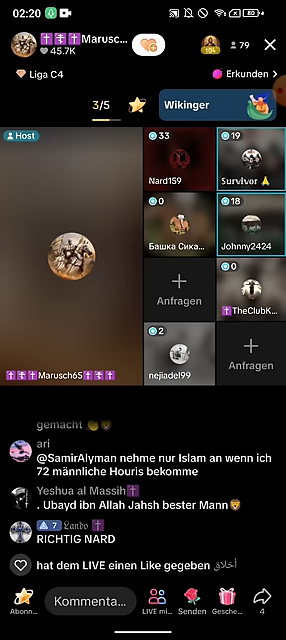 02:20
✝️☦️✝️Marusc...
45.7K
104
79
Liga C4
Erkunden >
3/5
Wikinger
Host
33
Nard159
19
Survivor 🙏
0
Башка Сика...
18
Johnny2424
Anfragen
0
✝️TheClubK...
✝️✝️✝️Marusch65✝️✝️✝️
2
nejiadel99
Anfragen
gemacht 👏
ari
@SamirAlyman nehme nur Islam an wenn ich
72 männliche Houris bekomme
Yeshua al Massih✝️
. Ubayd ibn Allah Jahsh bester Mann🦁
7 Lando ✝️
RICHTIG NARD
hat dem LIVE einen Like gegeben أخلاق
Abonn...
Kommenta...
LIVE mi...
Senden
Gesche...
4